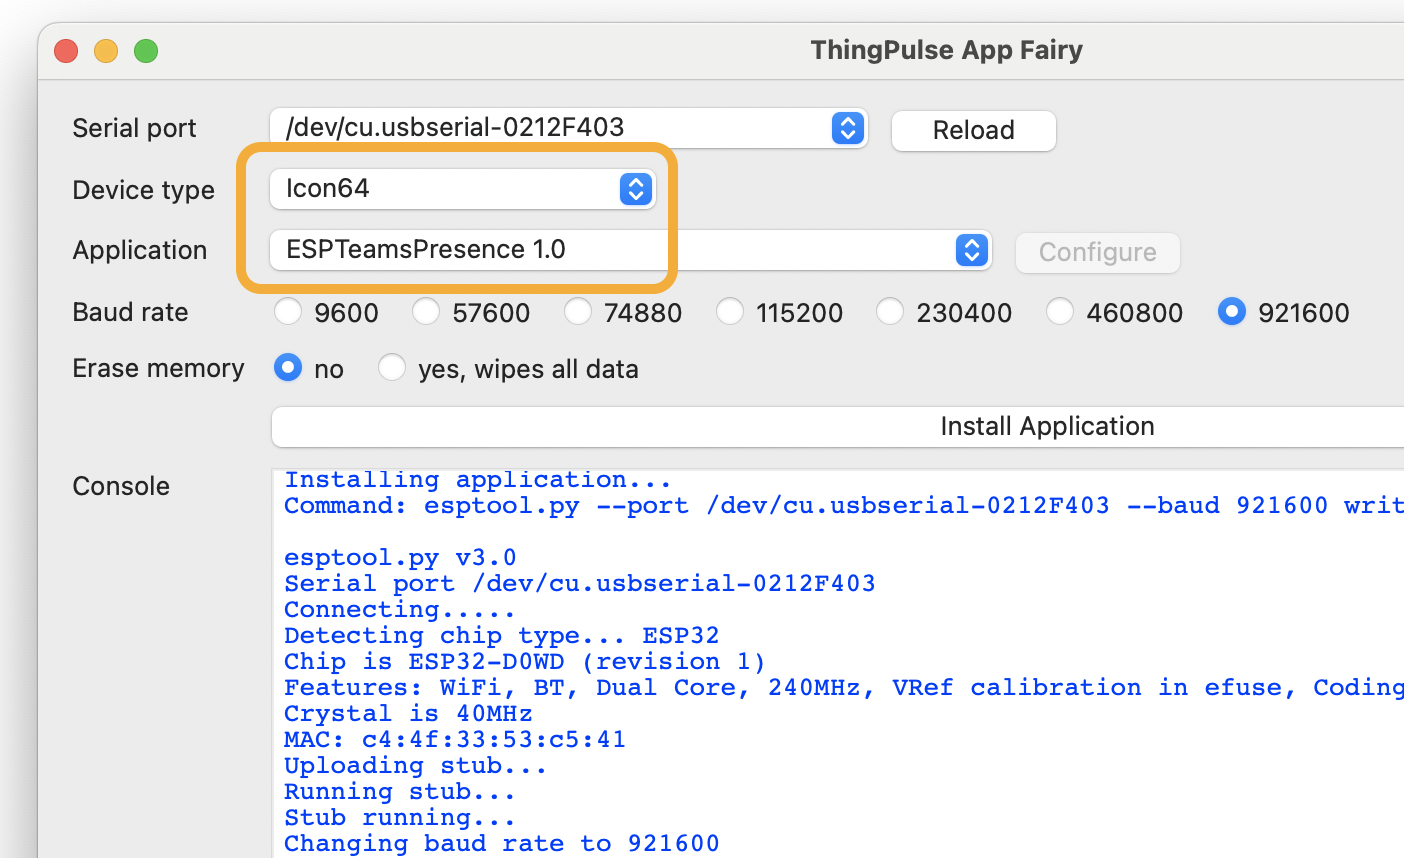 ThingPulse App Fairy
Serial port /dev/cu.usbserial-0212F403 Reload
Device type Icon64
Application ESPTeamsPresence 1.0 Configure
Baud rate 9600 57600 74880 115200 230400 460800 921600
Erase memory no yes, wipes all data
Install Application
Console
Installing application...
Command: esptool.py --port /dev/cu.usbserial-0212F403 --baud 921600 writ
esptool.py v3.0
Serial port /dev/cu.usbserial-0212F403
Connecting.....
Detecting chip type... ESP32
Chip is ESP32-D0WD (revision 1)
Features: WiFi, BT, Dual Core, 240MHz, VRef calibration in efuse, Coding
Crystal is 40MHz
MAC: c4:4f:33:53:c5:41
Uploading stub...
Running stub...
Stub running...
Changing baud rate to 921600